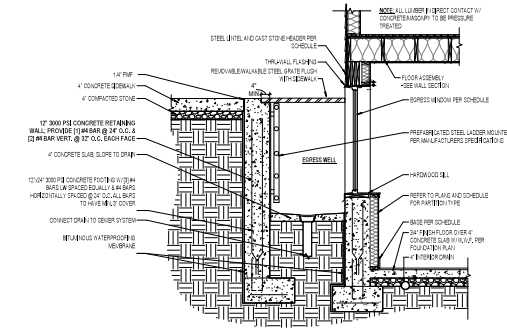 NOTE: ALL LUMBER IN DIRECT CONTACT W/
CONCRETE/MASONRY TO BE PRESSURE
TREATED
STEEL LINTEL AND CAST STONE HEADER PER
SCHEDULE
THRU-WALL FLASHING
REMOVABLE/WALKABLE STEEL GRATE FLUSH
WITH SIDEWALK
1/4" PMF
4" CONCRETE SIDEWALK
4" COMPACTED STONE
4"
MIN.
12" 3000 PSI CONCRETE RETAINING
WALL; PROVIDE [1] #4 BAR @ 24" O.C. &
[2] #4 BAR VERT. @ 32" O.C. EACH FACE
4" CONCRETE SLAB; SLOPE TO DRAIN
12"x24" 3000 PSI CONCRETE FOOTING W/(3) #4
BARS LW SPACED EQUALLY & #4 BARS
HORIZONTALLY SPACED @ 24" O.C. ALL BARS
TO HAVE MIN. 3" COVER
CONNECT DRAIN TO SEWER SYSTEM
BITUMINOUS WATERPROOFING
MEMBRANE
EGRESS WELL
FLOOR ASSEMBLY
-SEE WALL SECTION
EGRESS WINDOW PER SCHEDULE
PREFABRICATED STEEL LADDER MOUNTE
PER MANUFACTURERS SPECIFICATIONS
HARDWOOD SILL
REFER TO PLANS AND SCHEDULE
FOR PARTITION TYPE
BASE PER SCHEDULE
3/4" FINISH FLOOR OVER 4"
CONCRETE SLAB W/ W.W.F. PER
FOUNDATION PLAN
4" INTERIOR DRAIN